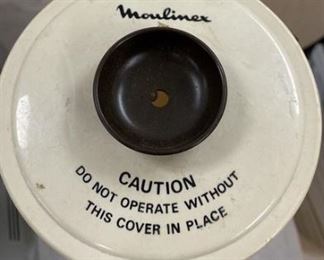 Moulinex
CAUTION
DO NOT OPERATE WITHOUT
THIS COVER IN PLACE